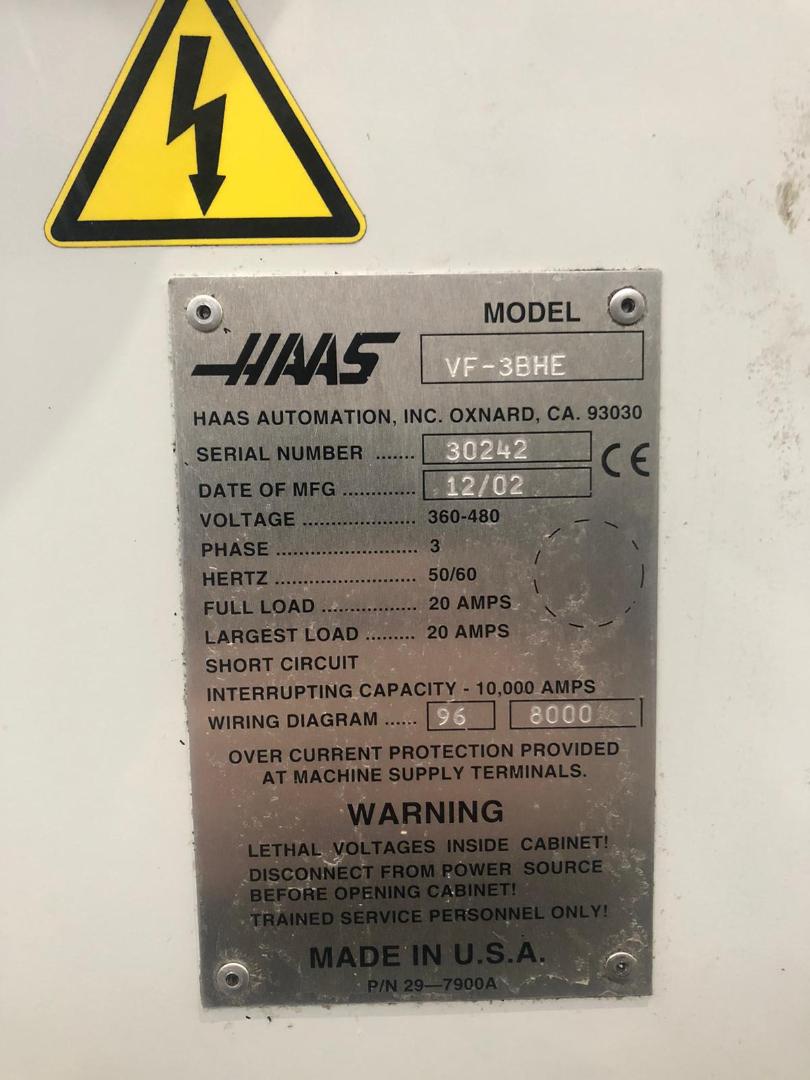 MODEL
HAAS VF-3BHE
HAAS AUTOMATION, INC. OXNARD, CA. 93030
SERIAL NUMBER ....... 30242
CE
DATE OF MFG ............. 12/02
VOLTAGE .................... 360-480
PHASE ......................... 3
HERTZ ......................... 50/60
FULL LOAD ................. 20 AMPS
LARGEST LOAD ......... 20 AMPS
SHORT CIRCUIT
INTERRUPTING CAPACITY - 10,000 AMPS
WIRING DIAGRAM ...... 96 8000
OVER CURRENT PROTECTION PROVIDED
AT MACHINE SUPPLY TERMINALS.
WARNING
LETHAL VOLTAGES INSIDE CABINET!
DISCONNECT FROM POWER SOURCE
BEFORE OPENING CABINET!
TRAINED SERVICE PERSONNEL ONLY!
MADE IN U.S.A.
P/N 29—7900A